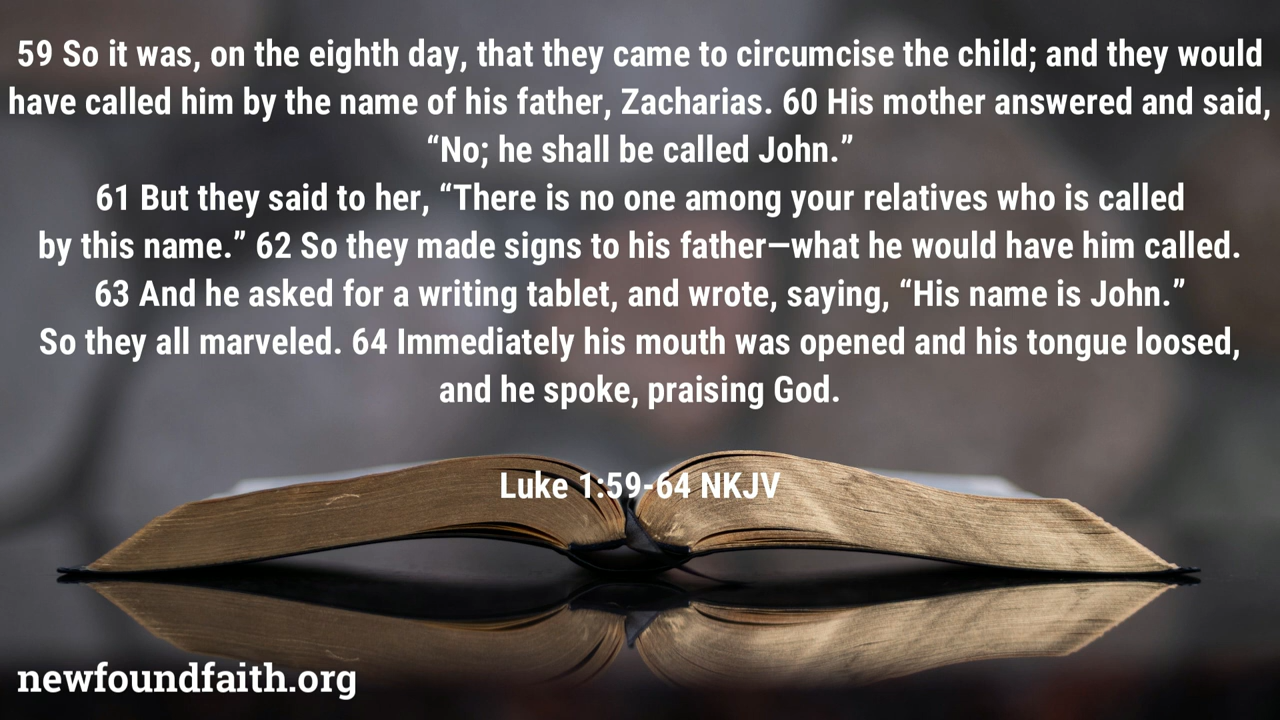 59 So it was, on the eighth day, that they came to circumcise the child; and they would
have called him by the name of his father, Zacharias. 60 His mother answered and said,
“No; he shall be called John.”
61 But they said to her, “There is no one among your relatives who is called
by this name.” 62 So they made signs to his father—what he would have him called.
63 And he asked for a writing tablet, and wrote, saying, “His name is John.”
So they all marveled. 64 Immediately his mouth was opened and his tongue loosed,
and he spoke, praising God.
Luke 1:59-64 NKJV
newfoundfaith.org